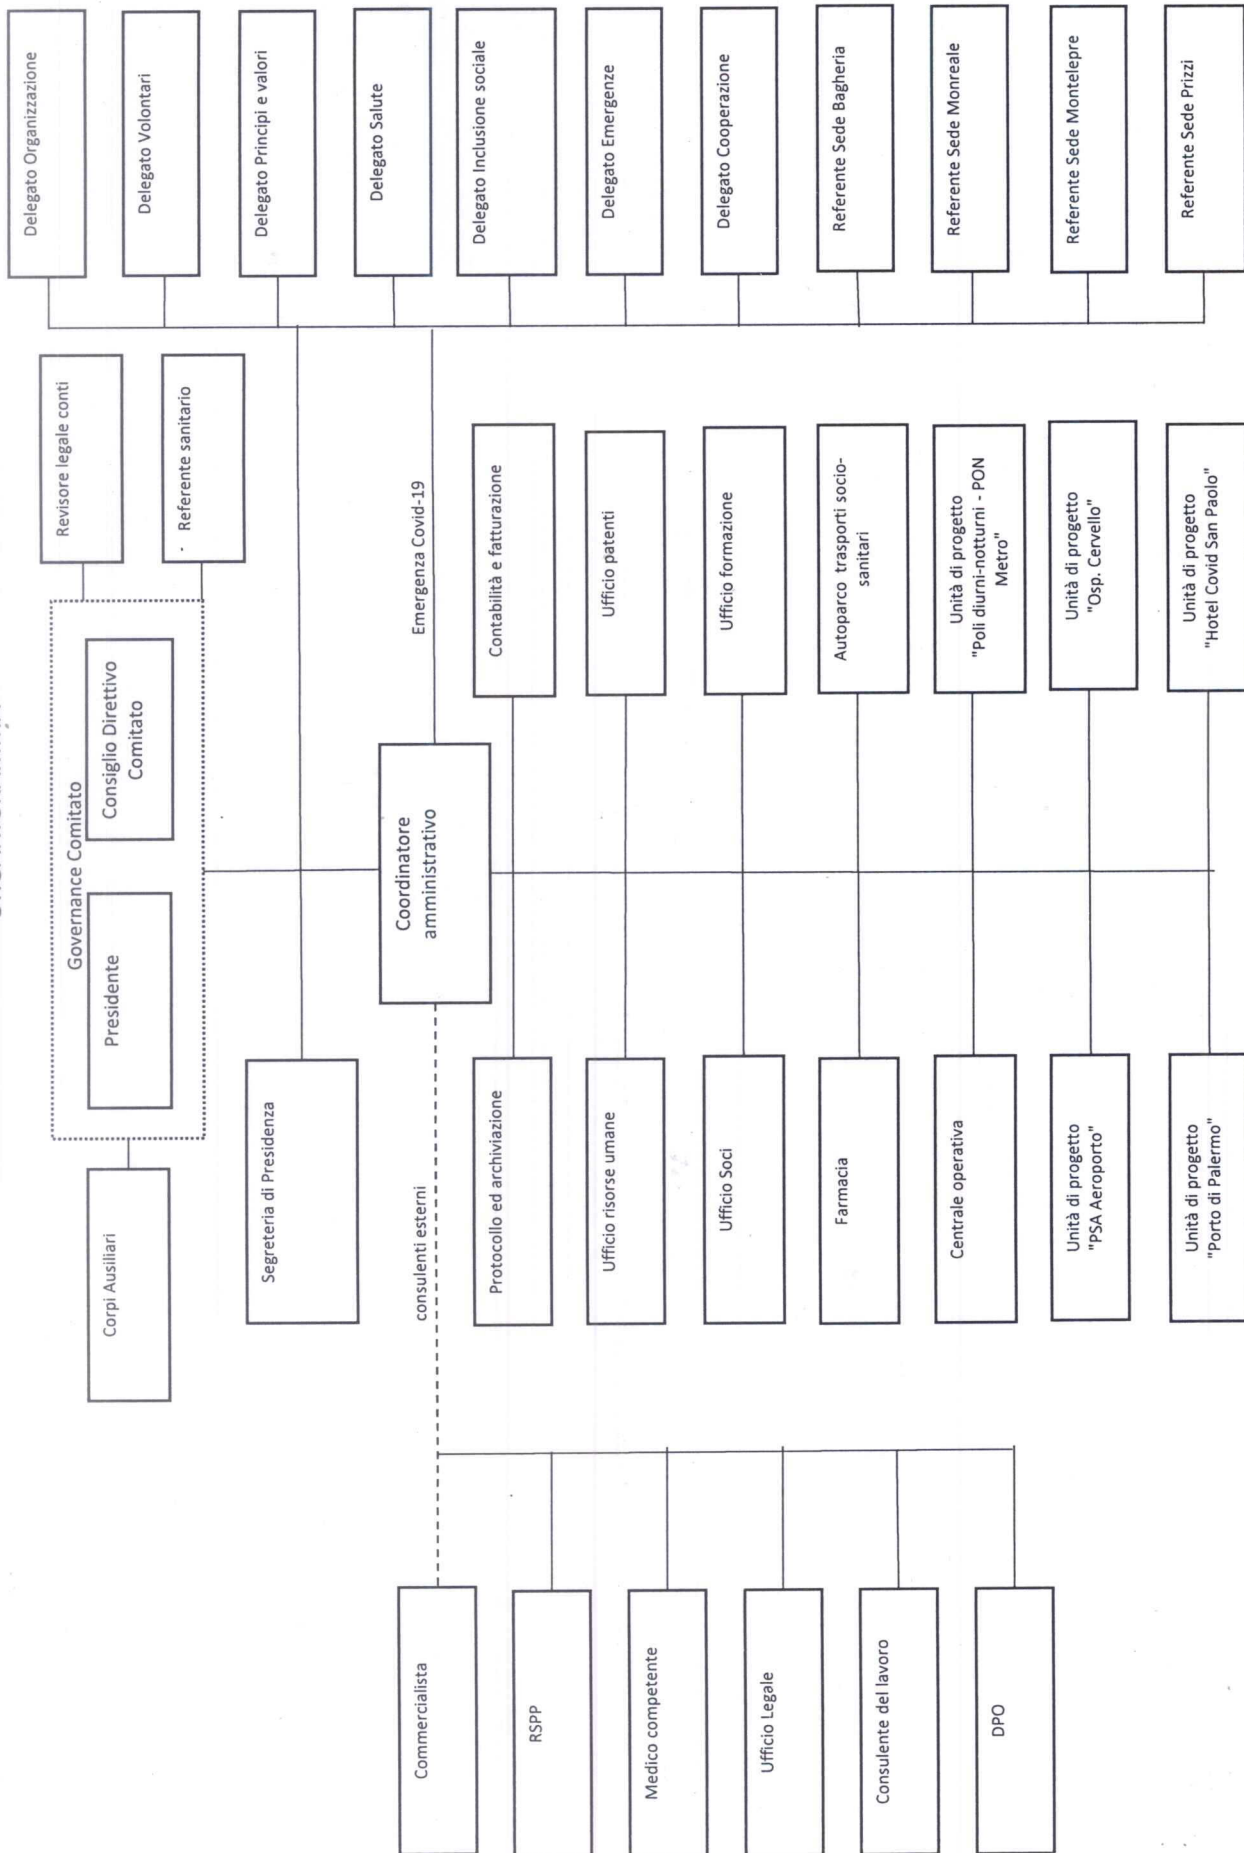 Governance Comitato
Corpi Ausiliari
Presidente
Consiglio Direttivo
Comitato
Revisore legale conti
- Referente sanitario
Segreteria di Presidenza
Coordinatore
amministrativo
consulenti esterni
Emergenza Covid-19
Commercialista
RSPP
Medico competente
Ufficio Legale
Consulente del lavoro
DPO
Protocollo ed archiviazione
Ufficio risorse umane
Ufficio Soci
Farmacia
Centrale operativa
Unità di progetto
"PSA Aeroporto"
Unità di progetto
"Porto di Palermo"
Contabilità e fatturazione
Ufficio patenti
Ufficio formazione
Autoparco trasporti socio-
sanitari
Unità di progetto
"Poli diurni-notturni - PON
Metro"
Unità di progetto
"Osp. Cervello"
Unità di progetto
"Hotel Covid San Paolo"
Delegato Organizzazione
Delegato Volontari
Delegato Principi e valori
Delegato Salute
Delegato Inclusione sociale
Delegato Emergenze
Delegato Cooperazione
Referente Sede Bagheria
Referente Sede Monreale
Referente Sede Montelepre
Referente Sede Prizzi